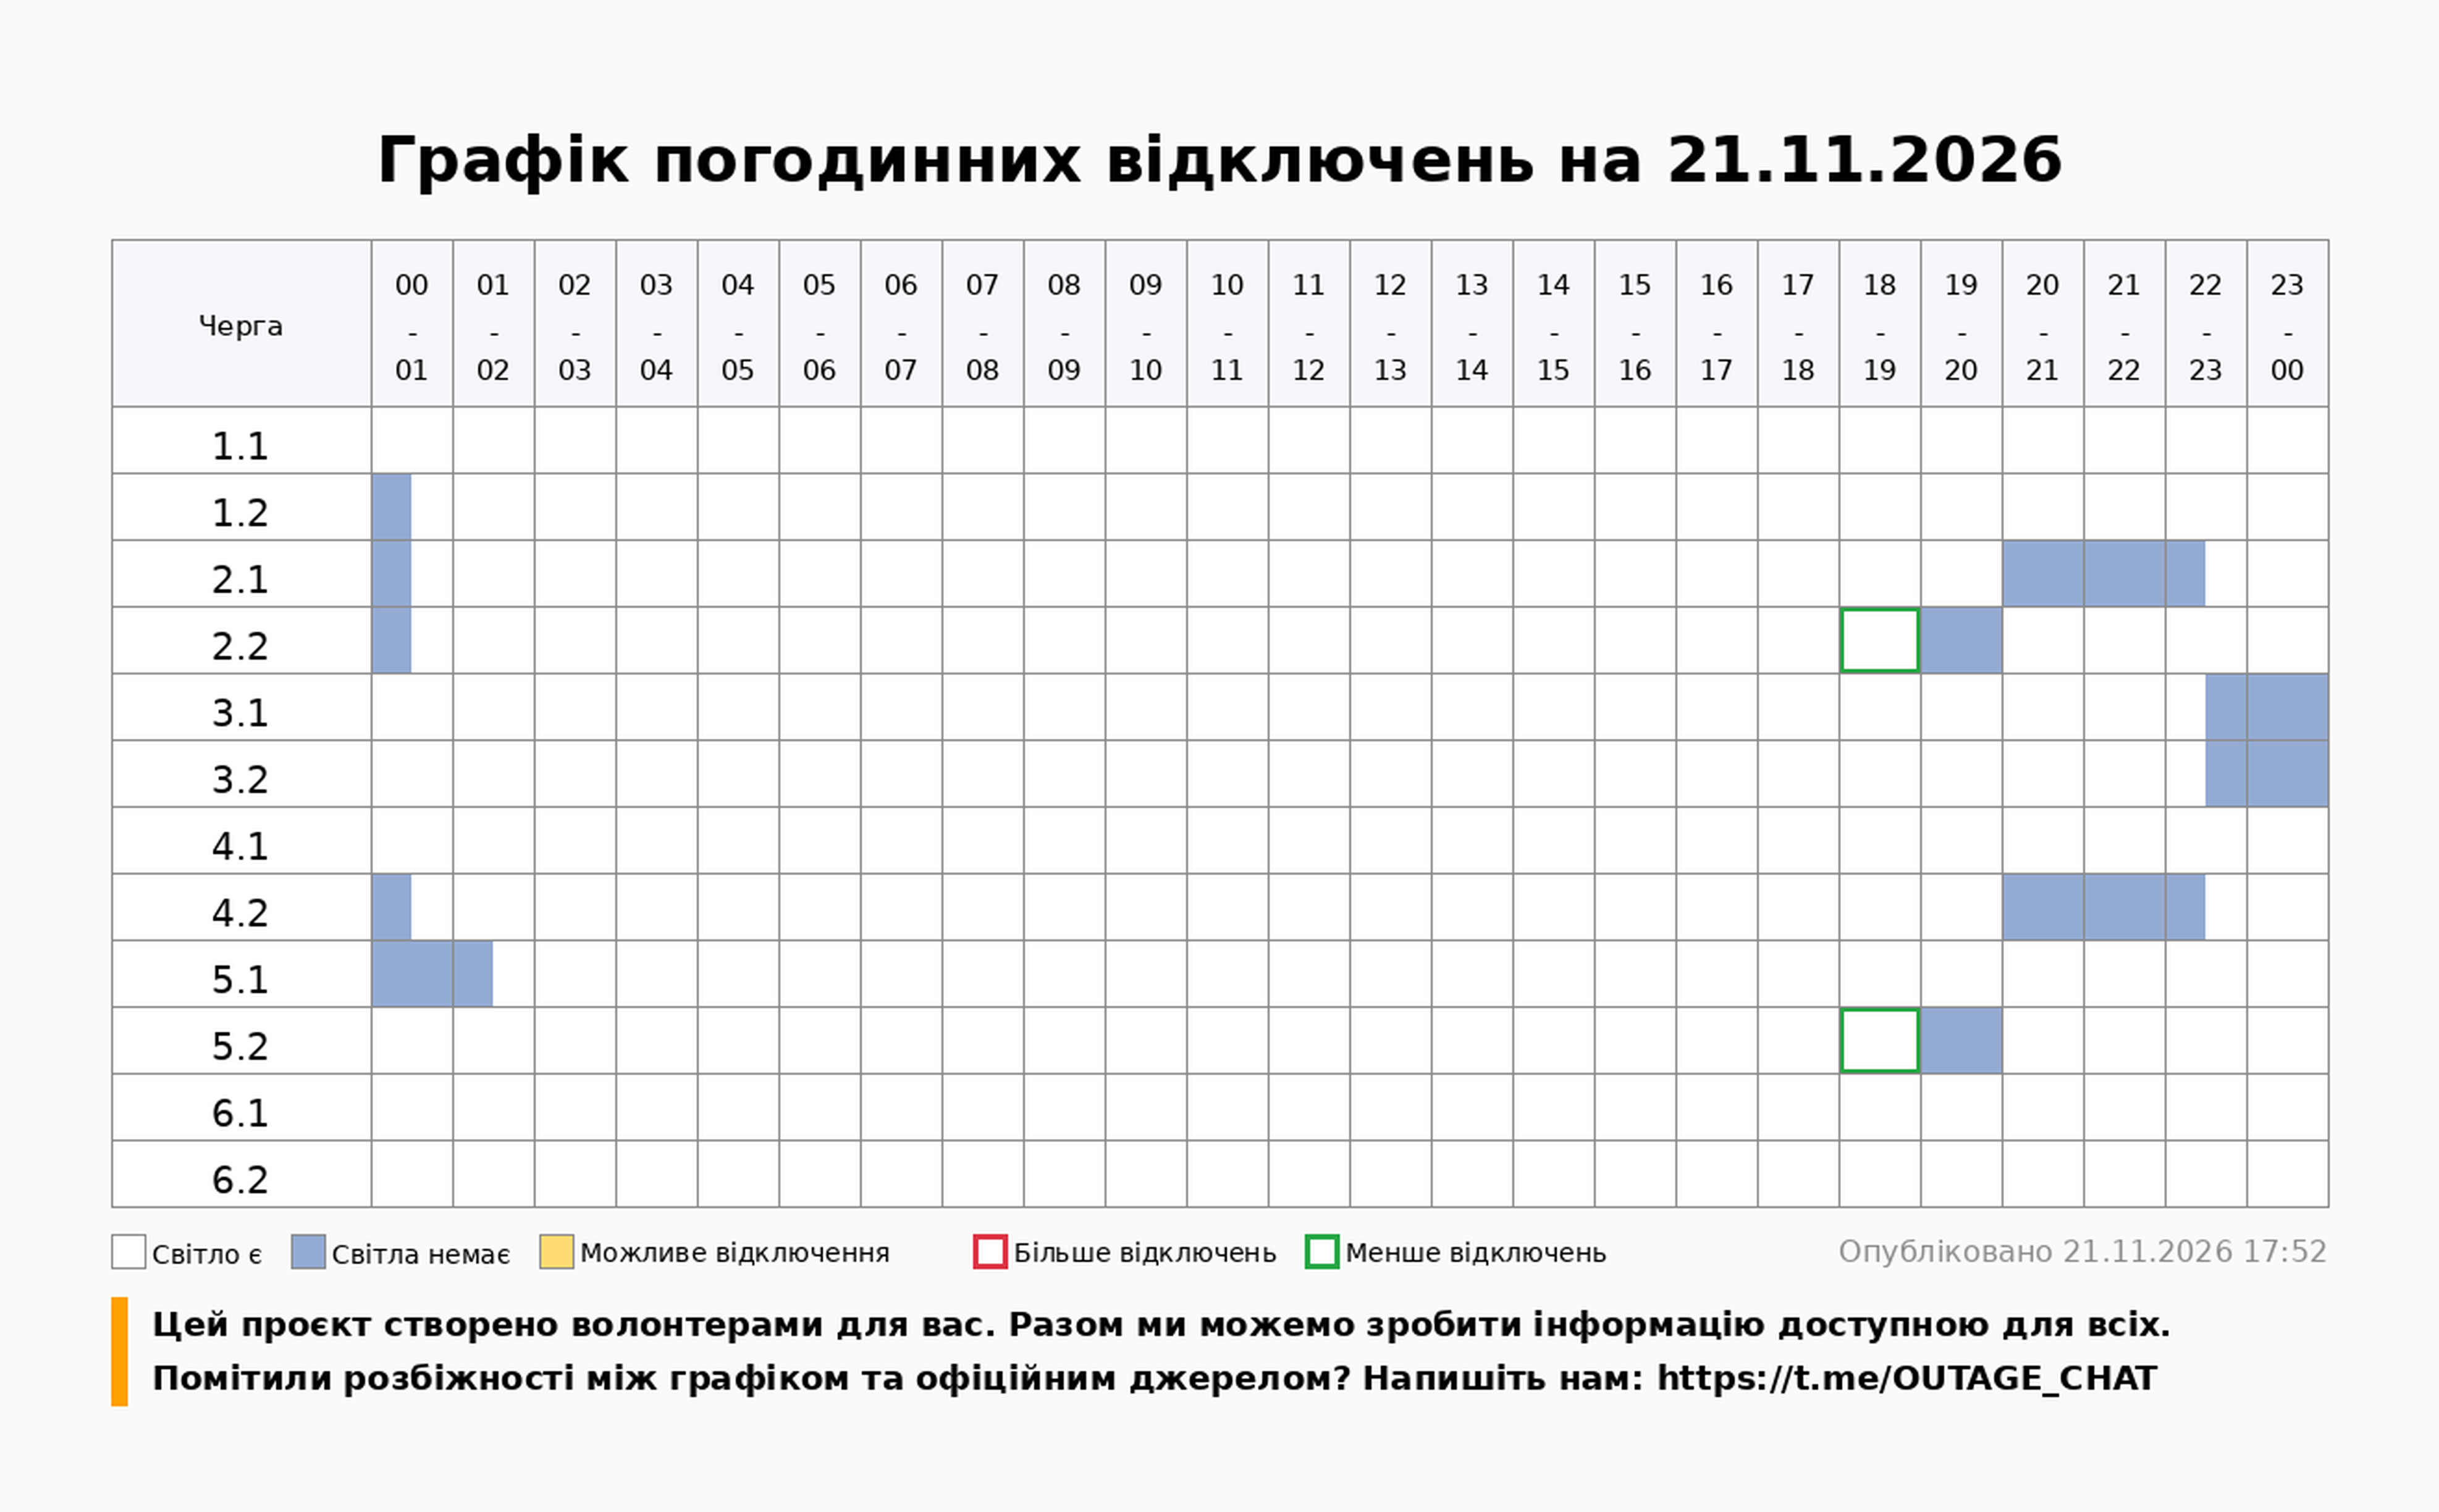 Графік погодинних відключень на 21.11.2026
Черга 00 - 01 01 - 02 02 - 03 03 - 04 04 - 05 05 - 06 06 - 07 07 - 08 08 - 09 09 - 10 10 - 11 11 - 12 12 - 13 13 - 14 14 - 15 15 - 16 16 - 17 17 - 18 18 - 19 19 - 20 20 - 21 21 - 22 22 - 23 23 - 00
1.1
1.2
2.1
2.2
3.1
3.2
4.1
4.2
5.1
5.2
6.1
6.2
Світло є Світла немає Можливе відключення Більше відключень Менше відключень Опубліковано 21.11.2026 17:52
Цей проєкт створено волонтерами для вас. Разом ми можемо зробити інформацію доступною для всіх.
Помітили розбіжності між графіком та офіційним джерелом? Напишіть нам: https://t.me/OUTAGE_CHAT